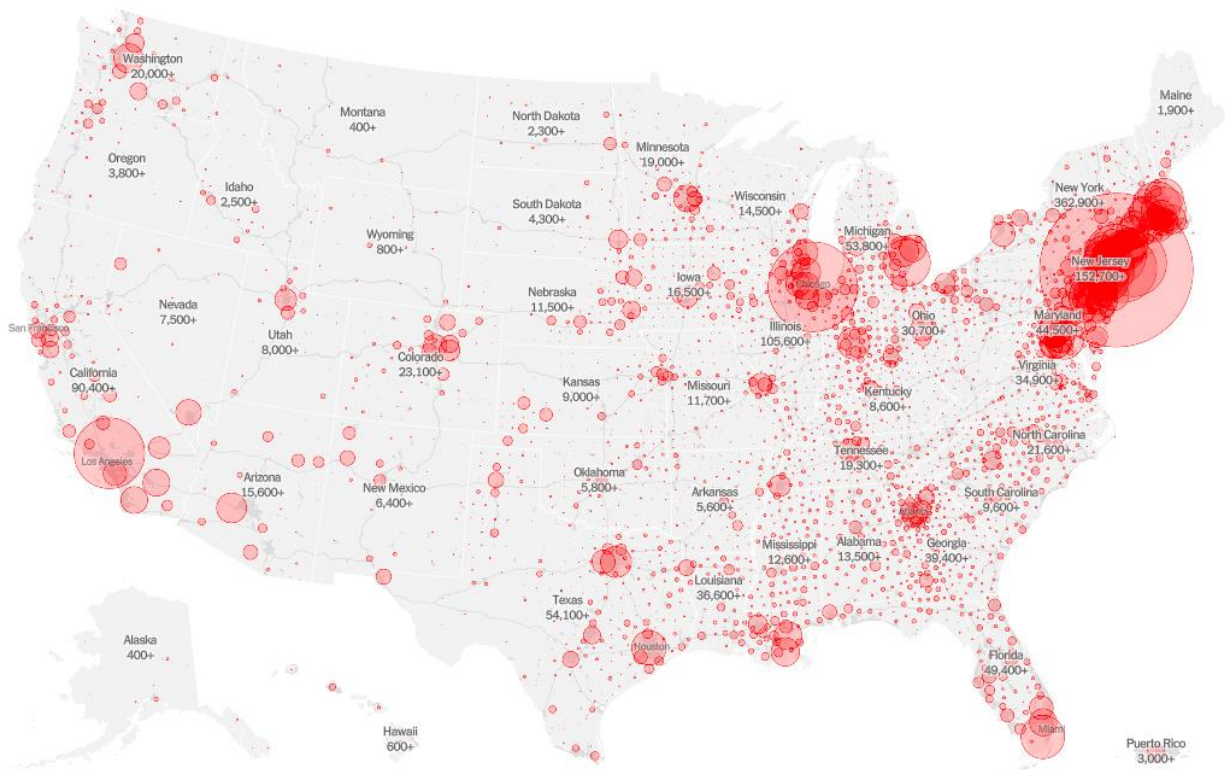 Washington
20,000+
Montana
400+
North Dakota
2,300+
Minnesota
19,000+
Maine
1,900+
Oregon
3,800+
Idaho
2,500+
Wyoming
800+
South Dakota
4,300+
Wisconsin
14,500+
Michigan
53,800+
New York
362,900+
New Jersey
152,700+
Nevada
7,500+
Utah
8,000+
Nebraska
11,500+
Iowa
16,500+
Chicago
Illinois
105,600+
Ohio
30,700+
Maryland
44,500+
San Francisco
California
90,400+
Colorado
23,100+
Kansas
9,000+
Missouri
11,700+
Kentucky
8,600+
Virginia
34,900+
Los Angeles
Arizona
15,600+
New Mexico
6,400+
Oklahoma
5,800+
Arkansas
5,600+
Tennessee
19,300+
North Carolina
21,600+
South Carolina
9,600+
Atlanta
Mississippi
12,600+
Alabama
13,500+
Georgia
39,400+
Texas
54,100+
Louisiana
36,600+
Houston
Florida
49,400+
Miami
Alaska
400+
Hawaii
600+
Puerto Rico
3,000+